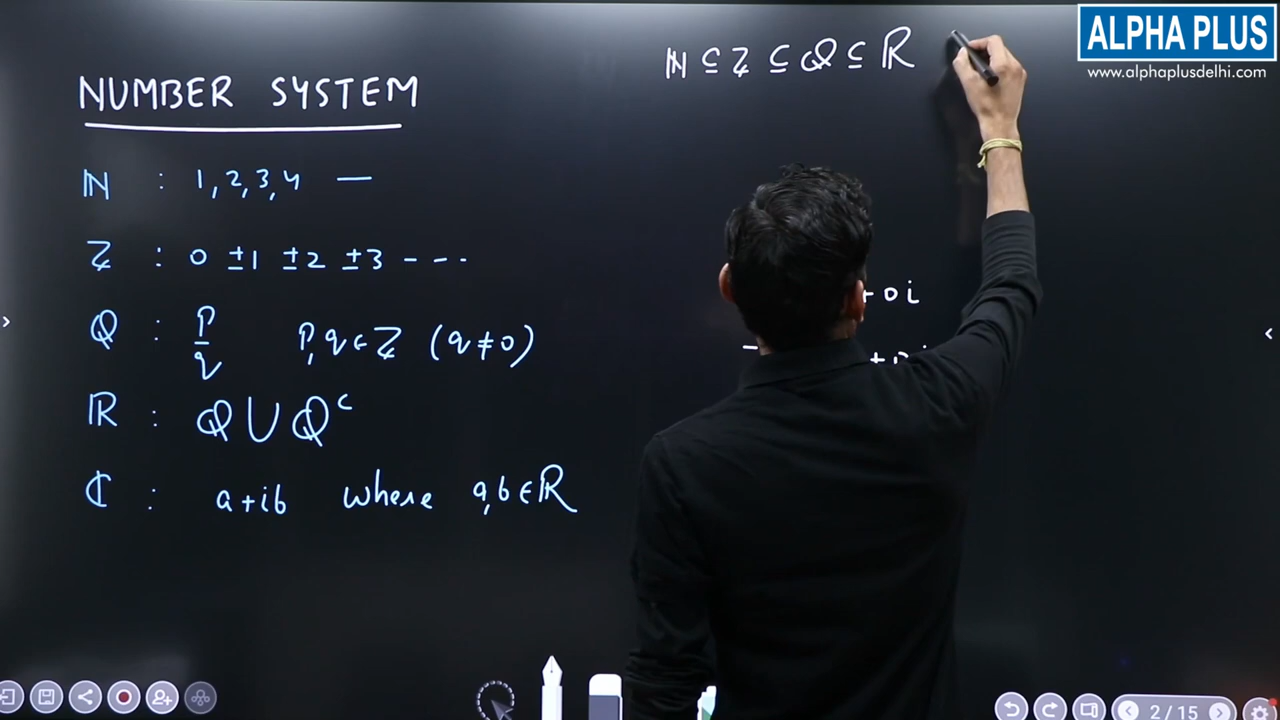 ALPHA PLUS
www.alphaplusdelhi.com
ℕ ⊆ ℤ ⊆ ℚ ⊆ ℝ
NUMBER SYSTEM
ℕ : 1, 2, 3, 4 —
ℤ : 0 ±1 ±2 ±3 - - -
ℚ : p/q p, q ∈ ℤ (q ≠ 0)
ℝ : ℚ ∪ ℚᶜ
ℂ : a+ib where a, b ∈ ℝ
+ 0 i
2 / 15